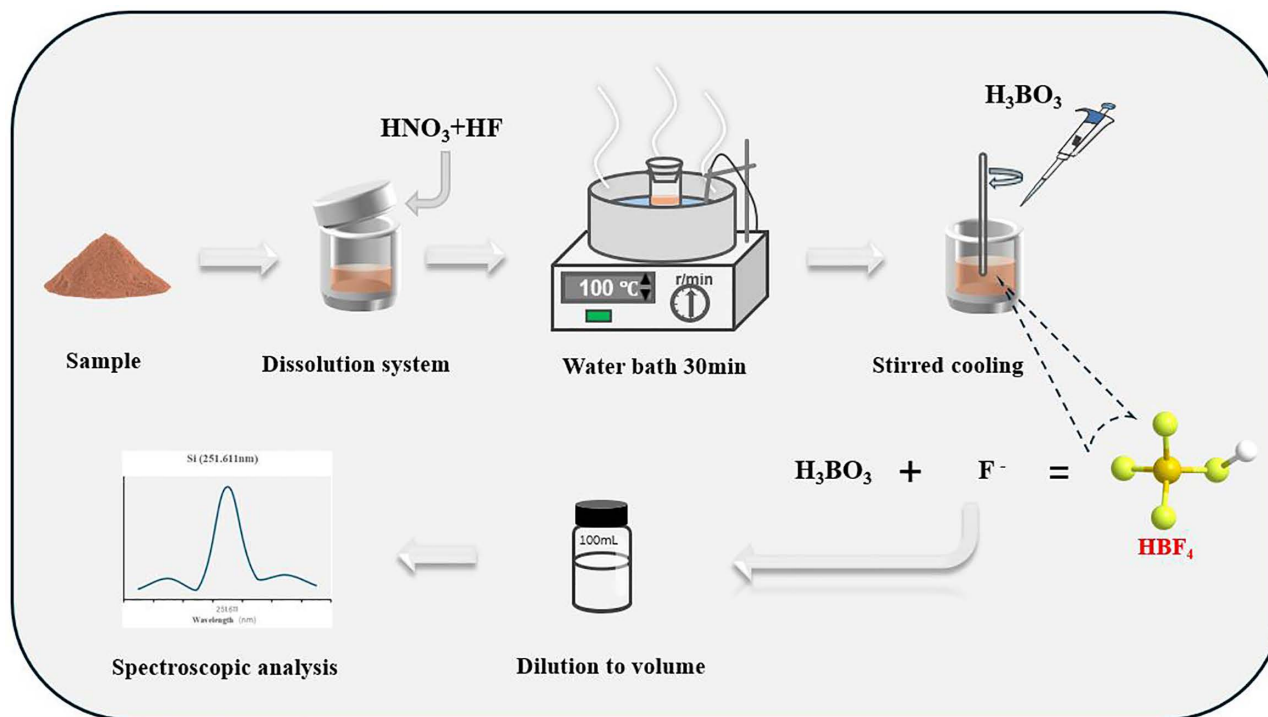 HNO₃+HF
H₃BO₃
100 ℃
r/min
Sample
Dissolution system
Water bath 30min
Stirred cooling
Si (251.611nm)
251.611
Wavelength (nm)
100mL
H₃BO₃ + F⁻ =
HBF₄
Spectroscopic analysis
Dilution to volume